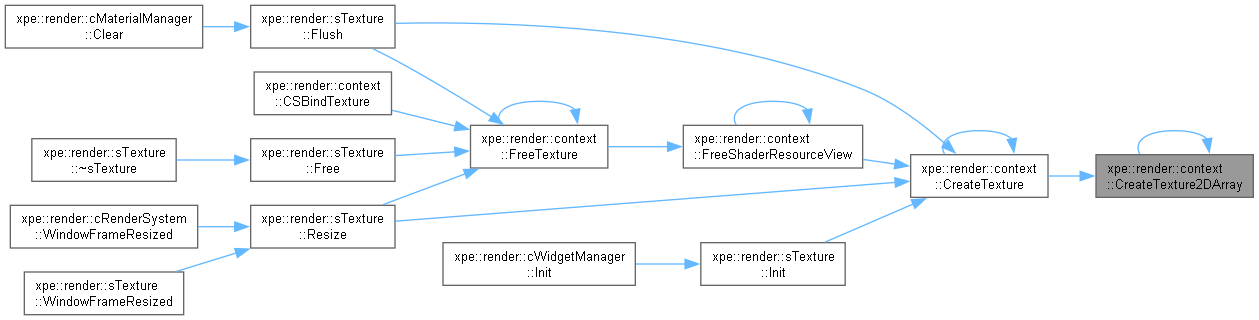 xpe::render::cMaterialManager
::Clear
xpe::render::sTexture
::Flush
xpe::render::context
::CSBindTexture
xpe::render::sTexture
::~sTexture
xpe::render::sTexture
::Free
xpe::render::context
::FreeTexture
xpe::render::context
::FreeShaderResourceView
xpe::render::context
::CreateTexture
xpe::render::context
::CreateTexture2DArray
xpe::render::cRenderSystem
::WindowFrameResized
xpe::render::sTexture
::Resize
xpe::render::sTexture
::WindowFrameResized
xpe::render::cWidgetManager
::Init
xpe::render::sTexture
::Init